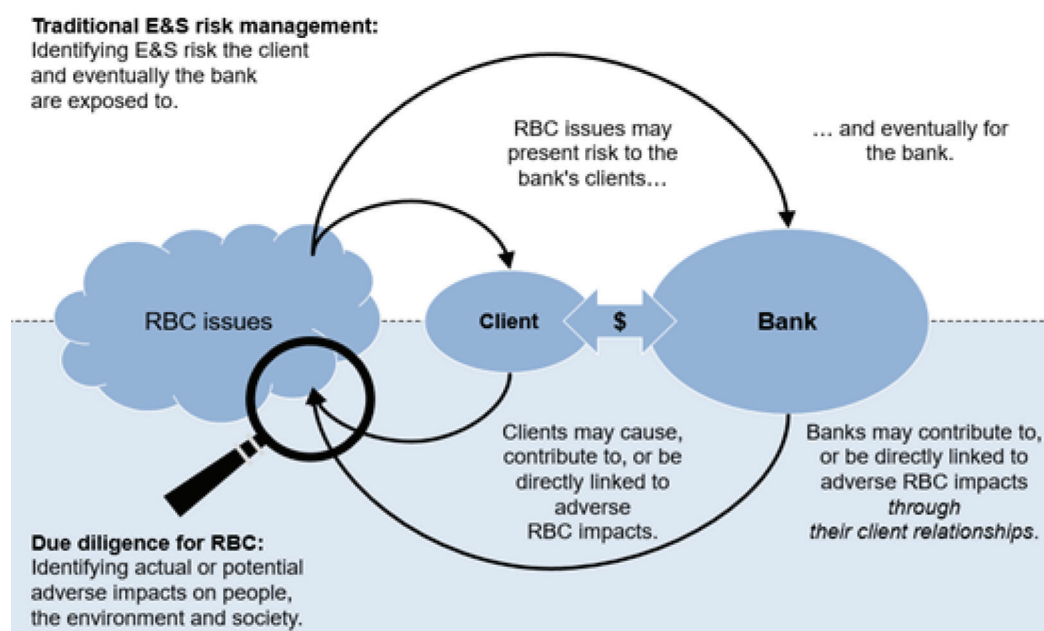 Traditional E&S risk management:
Identifying E&S risk the client
and eventually the bank
are exposed to.
RBC issues may
present risk to the
bank's clients…
… and eventually for
the bank.
RBC issues
Client
$
Bank
Clients may cause,
contribute to, or be
directly linked to
adverse
RBC impacts.
Banks may contribute to,
or be directly linked to
adverse RBC impacts
through
their client relationships.
Due diligence for RBC:
Identifying actual or potential
adverse impacts on people,
the environment and society.